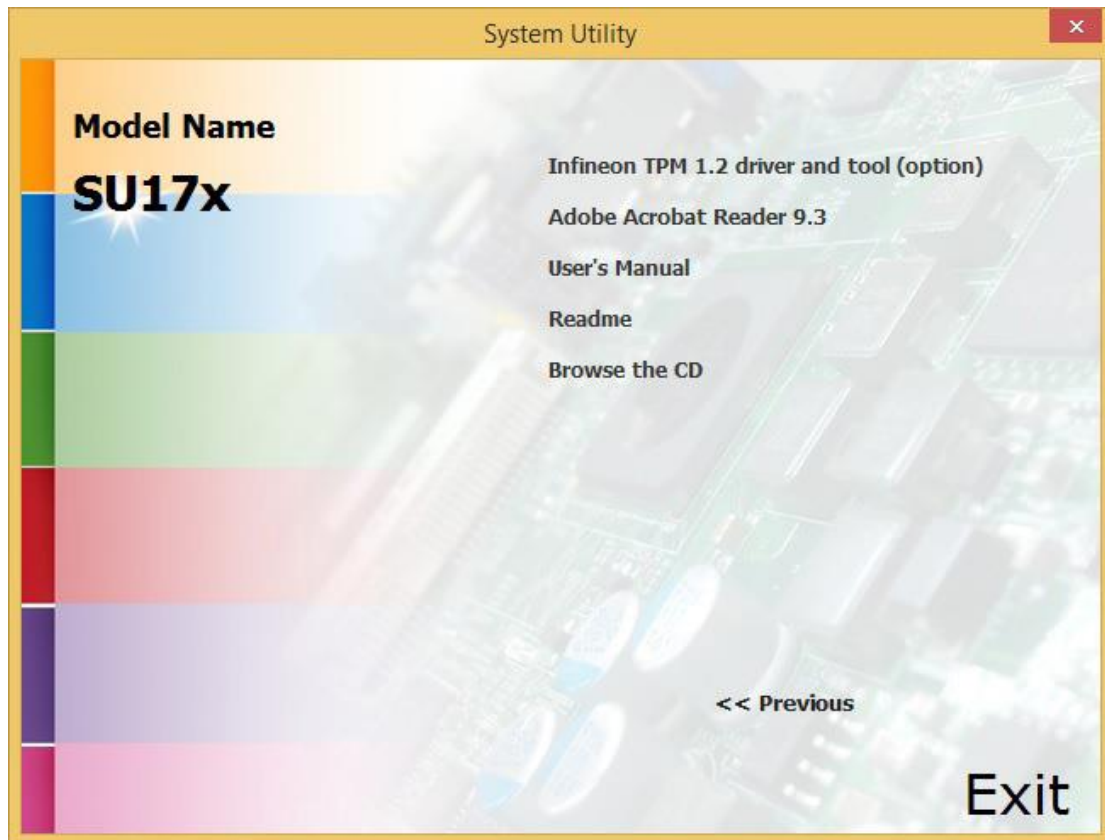 System Utility
Model Name
SU17x
Infineon TPM 1.2 driver and tool (option)
Adobe Acrobat Reader 9.3
User's Manual
Readme
Browse the CD
<< Previous
Exit